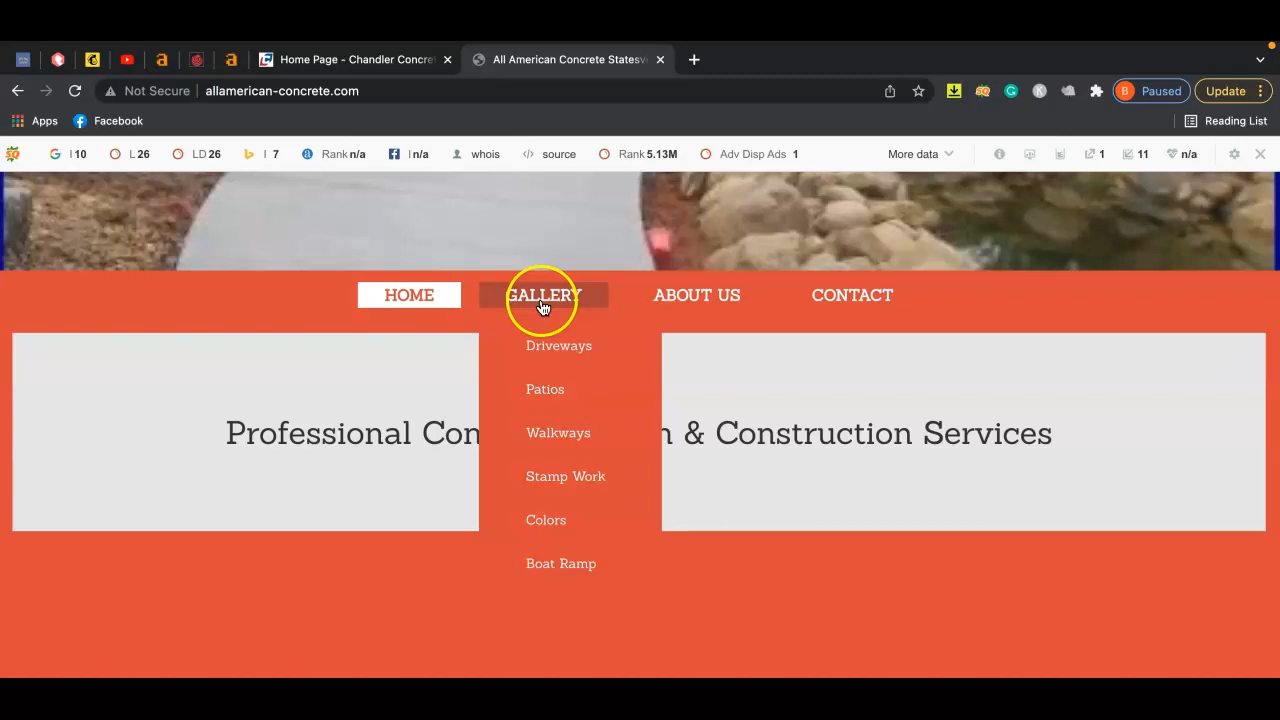 Home Page - Chandler Concre
All American Concrete Statesv
Not Secure
allamerican-concrete.com
B Paused
Update
Apps
Facebook
Reading List
SQ
I 10
L 26
LD 26
I 7
Rank n/a
I n/a
whois
source
Rank 5.13M
Adv Disp Ads 1
More data
1
11
n/a
HOME
GALLERY
ABOUT US
CONTACT
Driveways
Patios
Walkways
Stamp Work
Colors
Boat Ramp
Professional Con
n & Construction Services